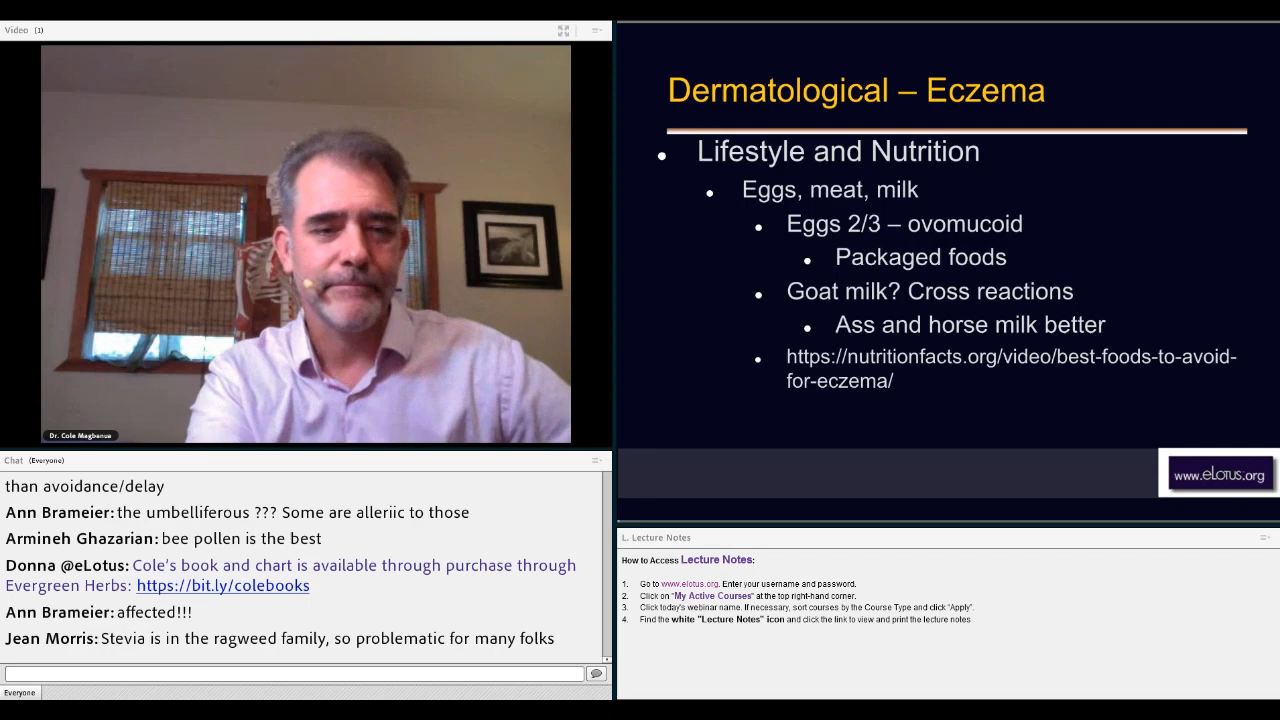 Video (1)
Dr. Cole Magbanua
Chat (Everyone)
than avoidance/delay
Ann Brameier: the umbelliferous ??? Some are alleriic to those
Armineh Ghazarian: bee pollen is the best
Donna @eLotus: Cole's book and chart is available through purchase through
Evergreen Herbs: https://bit.ly/colebooks
Ann Brameier: affected!!!
Jean Morris: Stevia is in the ragweed family, so problematic for many folks
Everyone
Dermatological – Eczema
Lifestyle and Nutrition
Eggs, meat, milk
Eggs 2/3 – ovomucoid
Packaged foods
Goat milk? Cross reactions
Ass and horse milk better
https://nutritionfacts.org/video/best-foods-to-avoid-
for-eczema/
www.eLotus.org
L. Lecture Notes
How to Access Lecture Notes:
1. Go to www.elotus.org. Enter your username and password.
2. Click on "My Active Courses" at the top right-hand corner.
3. Click today's webinar name. If necessary, sort courses by the Course Type and click "Apply".
4. Find the white "Lecture Notes" icon and click the link to view and print the lecture notes